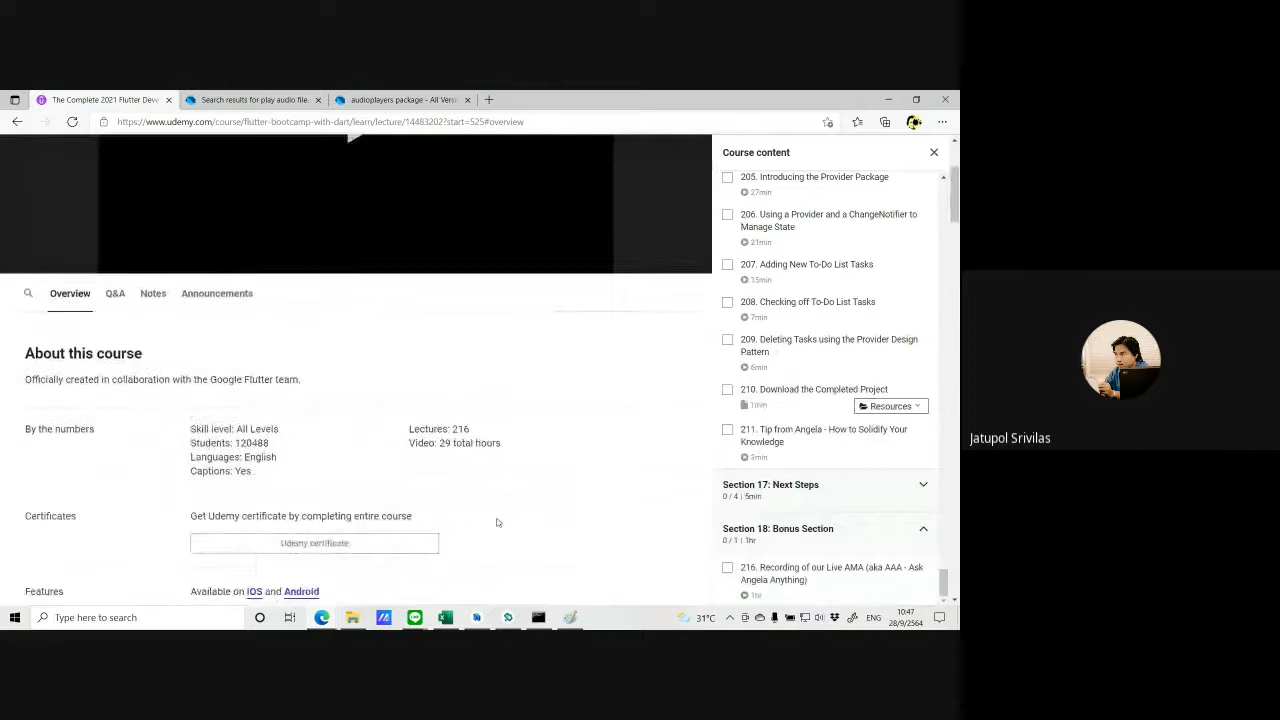 The Complete 2021 Flutter Deve
Search results for play audio file.
audioplayers package - All Versi
https://www.udemy.com/course/flutter-bootcamp-with-dart/learn/lecture/14483202?start=525#overview
Course content
205. Introducing the Provider Package
27min
206. Using a Provider and a ChangeNotifier to
Manage State
21min
207. Adding New To-Do List Tasks
15min
208. Checking off To-Do List Tasks
7min
209. Deleting Tasks using the Provider Design
Pattern
6min
210. Download the Completed Project
1min
Resources
211. Tip from Angela - How to Solidify Your
Knowledge
3min
Section 17: Next Steps
0 / 4 | 5min
Section 18: Bonus Section
0 / 1 | 1hr
216. Recording of our Live AMA (aka AAA - Ask
Angela Anything)
1hr
Overview
Q&A
Notes
Announcements
About this course
Officially created in collaboration with the Google Flutter team.
By the numbers
Skill level: All Levels
Students: 120488
Languages: English
Captions: Yes
Lectures: 216
Video: 29 total hours
Certificates
Get Udemy certificate by completing entire course
Udemy certificate
Features
Available on IOS and Android
Type here to search
31°C
ENG
10:47
28/9/2564
Jatupol Srivilas